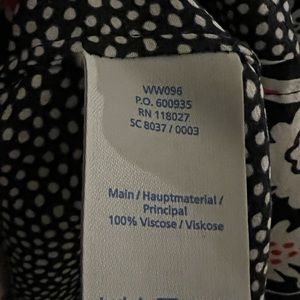 WW096
P.O. 600935
RN 118027
SC 8037 / 0003
Main / Hauptmaterial /
Principal
100% Viscose / Viskose